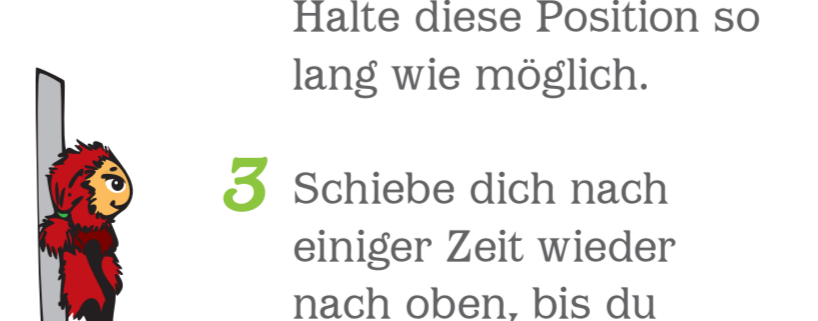 Halte diese Position so
lang wie möglich.
3 Schiebe dich nach
einiger Zeit wieder
nach oben, bis du